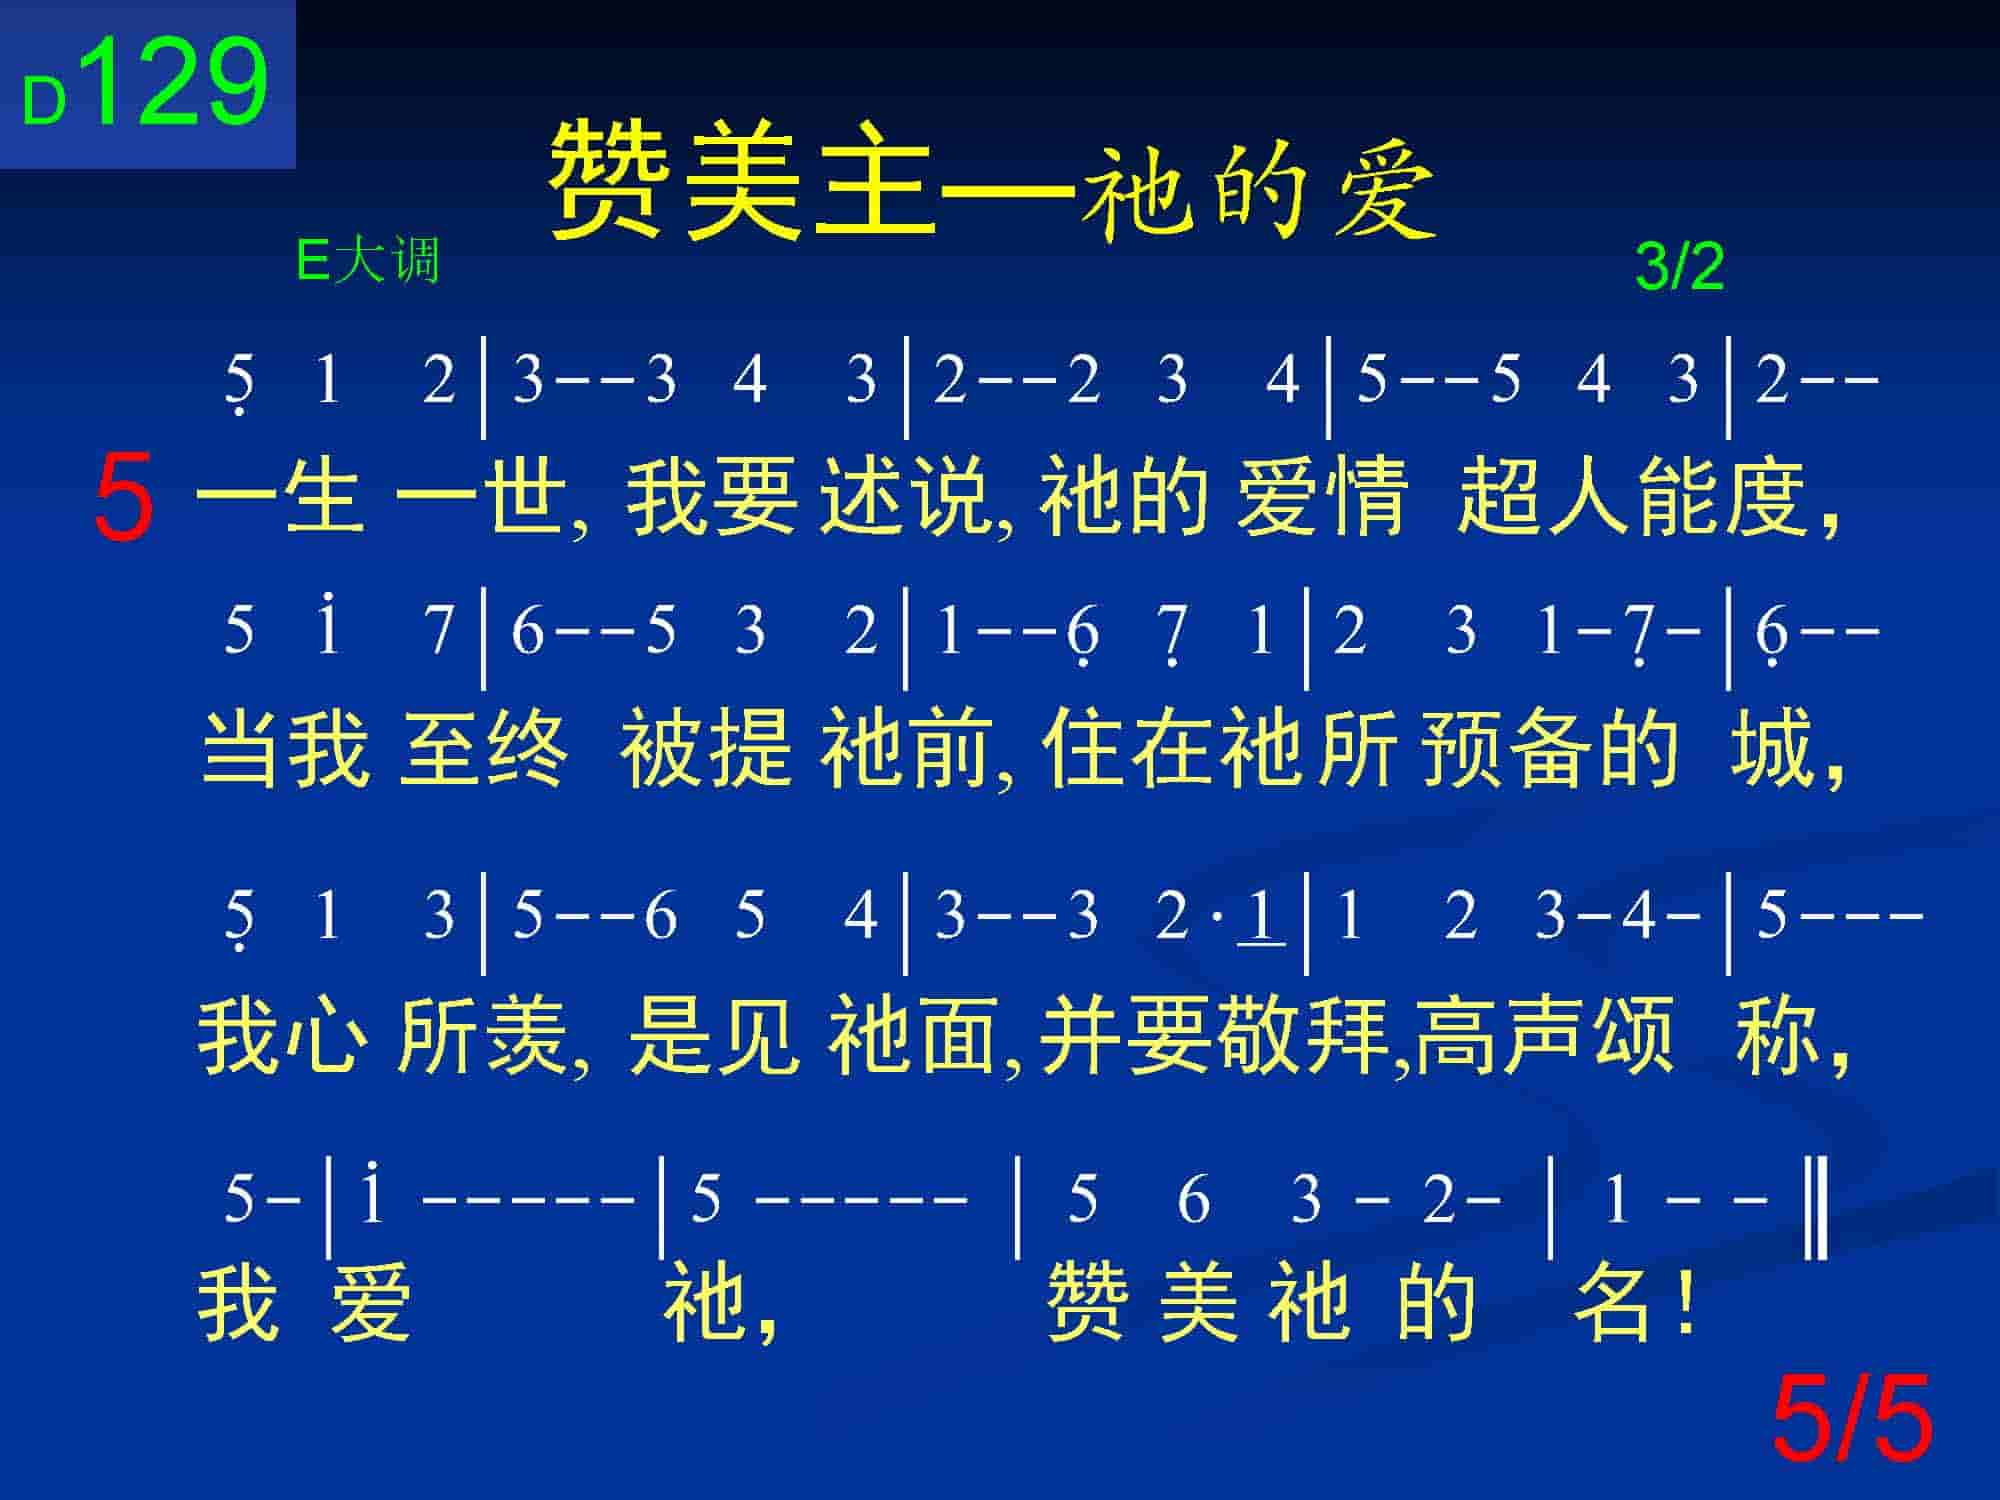 D129
赞美主—祂的爱
E大调 3/2
5̣ 1 2|3--3 4 3|2--2 3 4|5--5 4 3|2--
5 一生 一世, 我要 述说, 祂的 爱情 超人能度，
5 i̇ 7|6--5 3 2|1--6̣ 7̣ 1|2 3 1-7̣-|6̣--
当我 至终 被提 祂前, 住在祂所 预备的 城，
5̣ 1 3|5--6 5 4|3--3 2·1̲|1 2 3-4-|5---
我心 所羡, 是见 祂面, 并要敬拜,高声颂 称，
5-|i̇ -----|5 -----| 5 6 3 - 2-| 1 - -‖
我 爱 祂， 赞 美 祂 的 名！
5/5